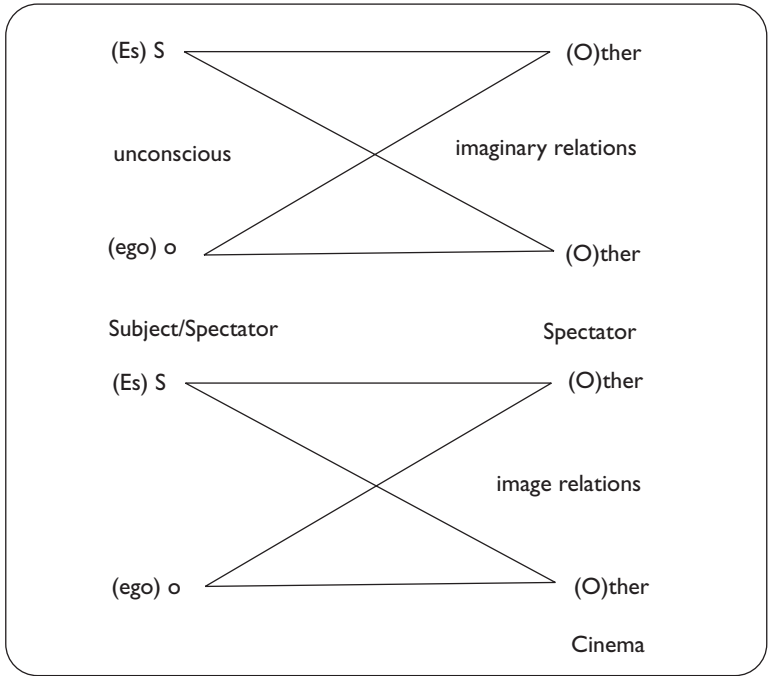 (Es) S (O)ther
unconscious imaginary relations
(ego) o (O)ther
Subject/Spectator Spectator
(Es) S (O)ther
image relations
(ego) o (O)ther
Cinema